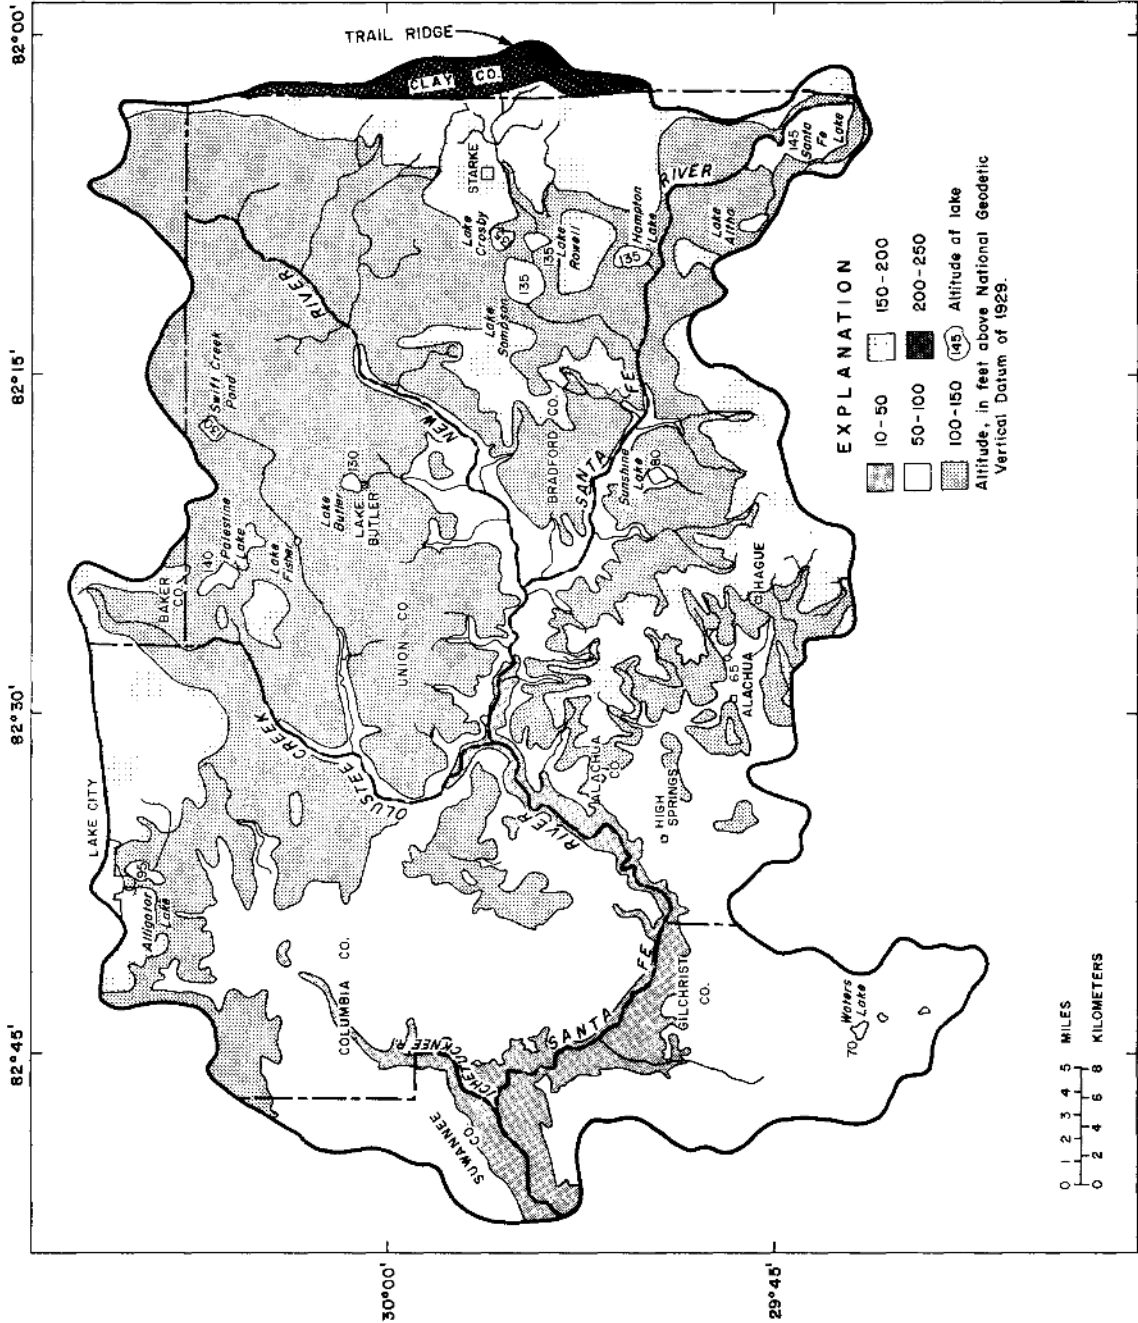 82°00'
82°15'
82°30'
82°45'
30°00'
29°45'
TRAIL RIDGE
CLAY CO.
STARKE
Lake
Crosby
Lake
Sampson
135
135
Lake
Rowell
135
Hampton
Lake
145
Santa
Fe
Lake
Lake
Altho
RIVER
SANTA FE
NEW RIVER
Swift Creek
Pond
BAKER
CO.
140
Palestine
Lake
Lake
Fisher
Lake
Butler
130
LAKE
BUTLER
UNION CO.
BRADFORD CO.
Sunshine
Lake
80
HAGUE
65
ALACHUA
ALACHUA
CO.
HIGH
SPRINGS
OLUSTEE CREEK
LAKE CITY
95
Alligator
Lake
COLUMBIA CO.
ICHETUCKNEE R.
SUWANNEE
CO.
SANTA FE RIVER
GILCHRIST
CO.
Waters
Lake
70
EXPLANATION
10-50
50-100
100-150
150-200
200-250
145 Altitude of lake
Altitude, in feet above National Geodetic
Vertical Datum of 1929.
0 1 2 3 4 5 MILES
0 2 4 6 8 KILOMETERS